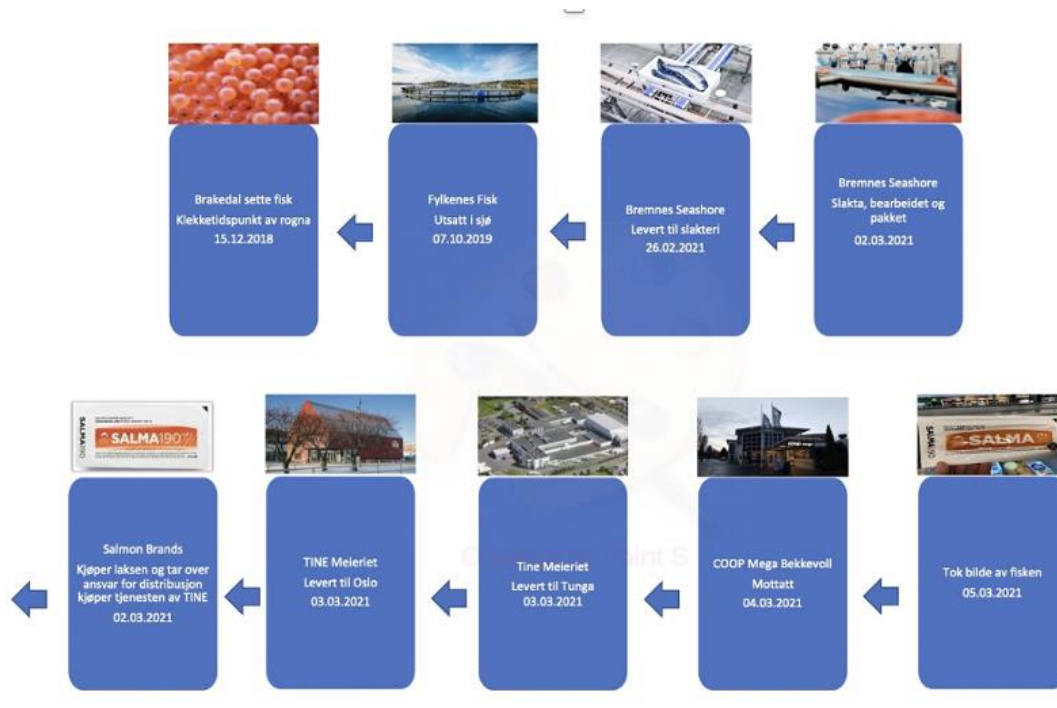 Brakedal sette fisk
Klekketidspunkt av rogna
15.12.2018
Fylkenes Fisk
Utsatt i sjø
07.10.2019
Bremnes Seashore
Levert til slakteri
26.02.2021
Bremnes Seashore
Slakta, bearbeidet og
pakket
02.03.2021
SALMA
SALMA190
Salmon Brands
Kjøper laksen og tar over
ansvar for distribusjon
kjøper tjenesten av TINE
02.03.2021
TINE Meieriet
Levert til Oslo
03.03.2021
Tine Meieriet
Levert til Tunga
03.03.2021
COOP Mega Bekkevoll
Mottatt
04.03.2021
SALMA
Tok bilde av fisken
05.03.2021